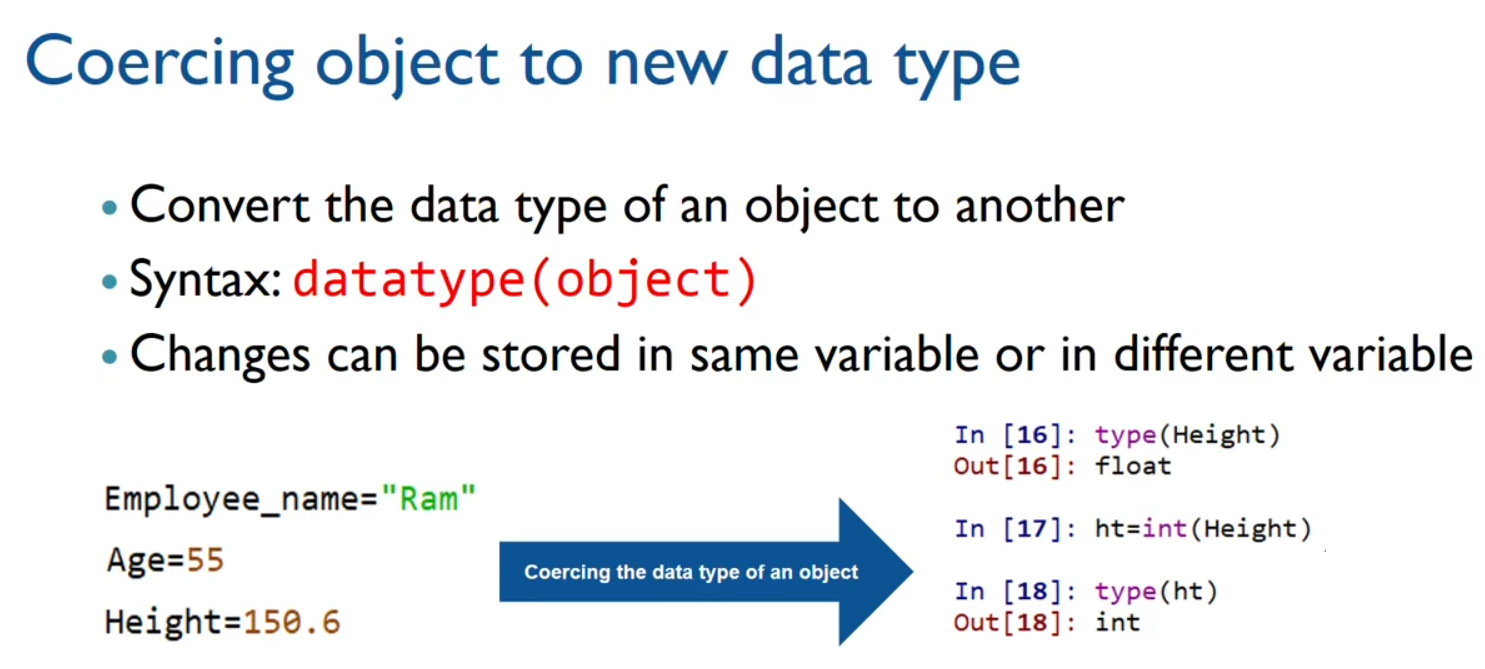 Coercing object to new data type
• Convert the data type of an object to another
• Syntax: datatype(object)
• Changes can be stored in same variable or in different variable
Employee_name="Ram"
Age=55
Height=150.6
Coercing the data type of an object
In [16]: type(Height)
Out[16]: float
In [17]: ht=int(Height)
In [18]: type(ht)
Out[18]: int